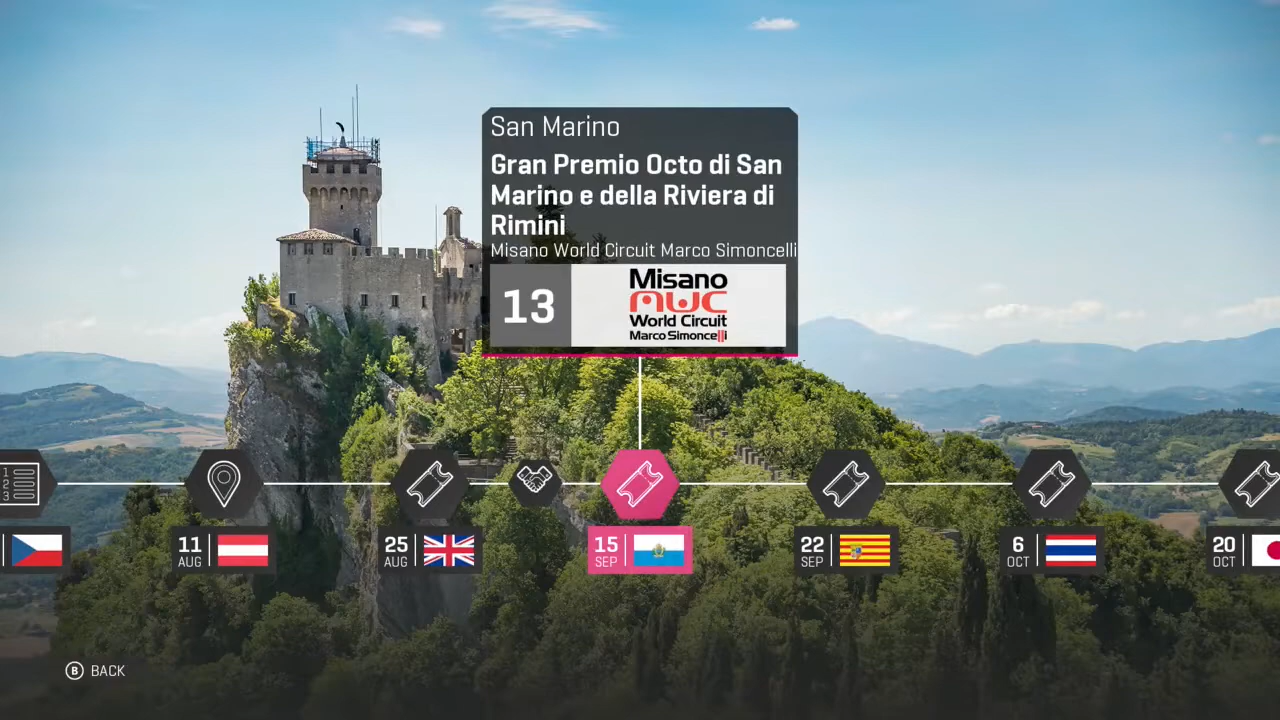 San Marino
Gran Premio Octo di San
Marino e della Riviera di
Rimini
Misano World Circuit Marco Simoncelli
13
Misano
MWC
World Circuit
Marco Simoncelli
1
2
3
11
AUG
25
AUG
15
SEP
22
SEP
6
OCT
20
OCT
B BACK